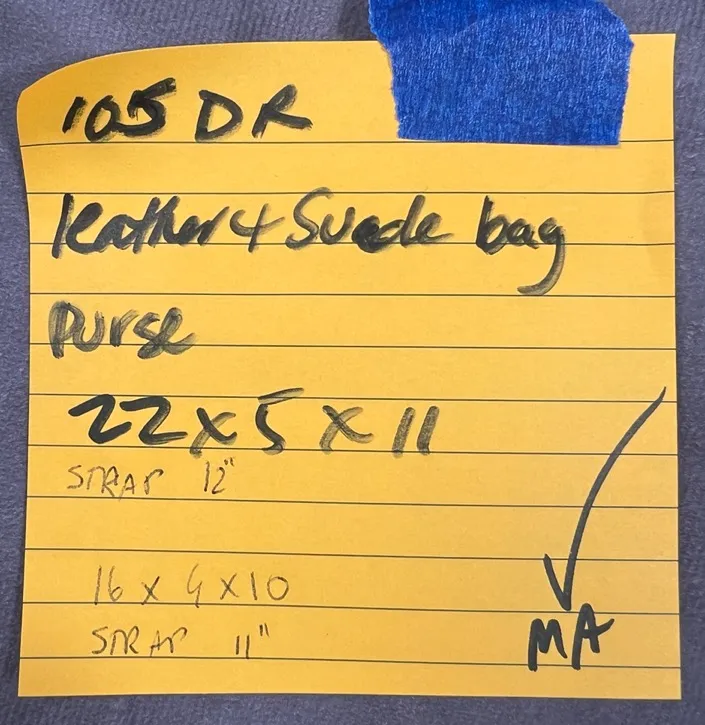 105 DR
leather & Suede bag
purse
22 x 5 x 11
STRAP 12"
16 x 4 x 10
STRAP 11"
MA